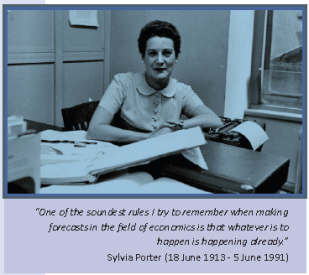 “One of the soundest rules I try to remember when making
forecasts in the field of economics is that whatever is to
happen is happening already.”
Sylvia Porter (18 June 1913 - 5 June 1991)